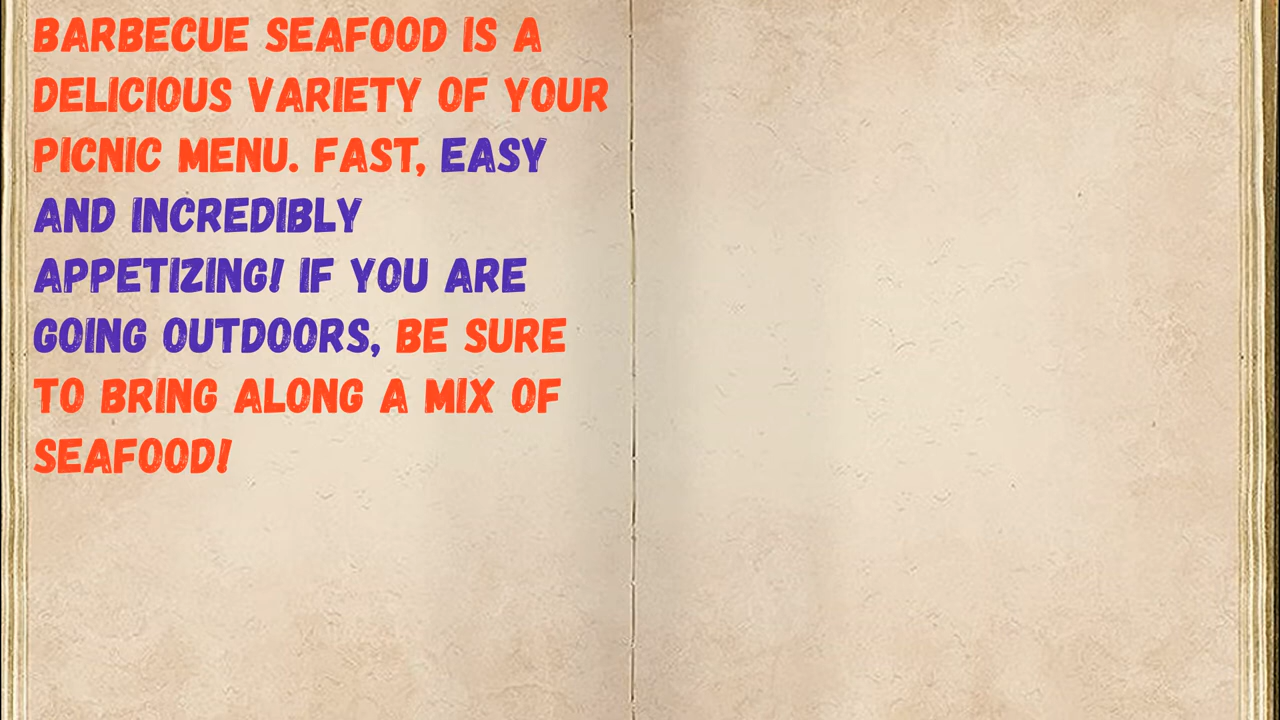 BARBECUE SEAFOOD IS A
DELICIOUS VARIETY OF YOUR
PICNIC MENU. FAST, EASY
AND INCREDIBLY
APPETIZING! IF YOU ARE
GOING OUTDOORS, BE SURE
TO BRING ALONG A MIX OF
SEAFOOD!